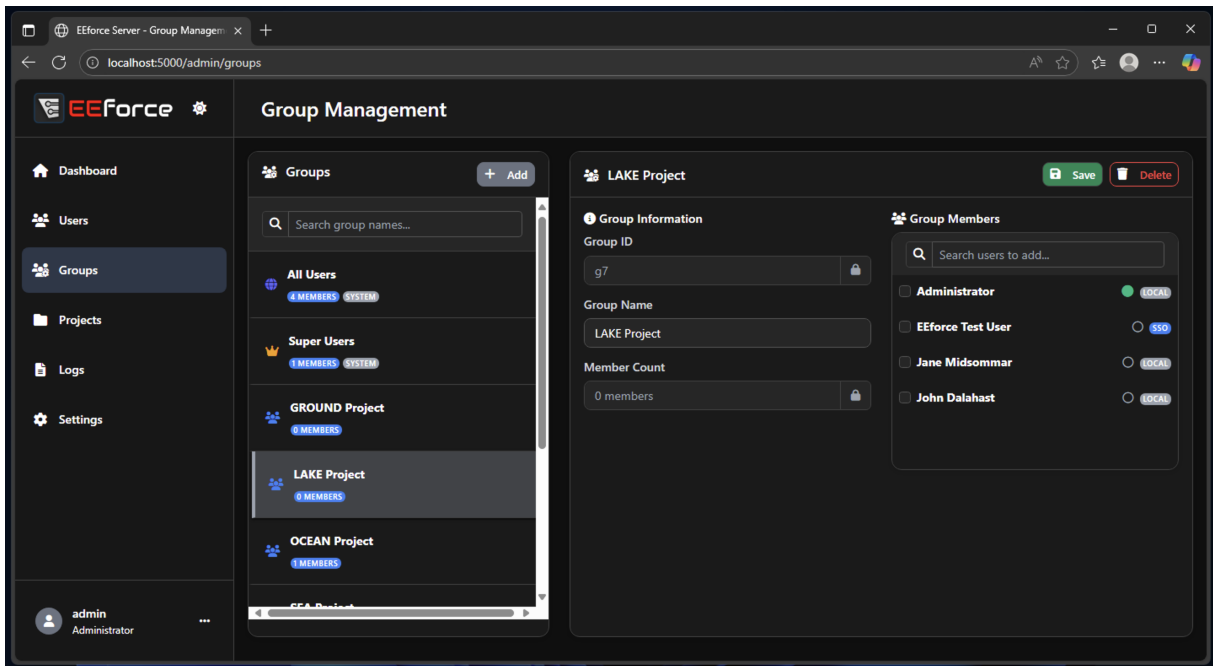 EEforce Server - Group Managem
localhost:5000/admin/groups
EEforce
Group Management
Dashboard
Users
Groups
Projects
Logs
Settings
admin
Administrator
Groups
+ Add
Search group names...
All Users
4 MEMBERS SYSTEM
Super Users
1 MEMBERS SYSTEM
GROUND Project
0 MEMBERS
LAKE Project
0 MEMBERS
OCEAN Project
1 MEMBERS
SEA Project
LAKE Project
Save Delete
Group Information
Group ID
g7
Group Name
LAKE Project
Member Count
0 members
Group Members
Search users to add...
Administrator LOCAL
EEforce Test User SSO
Jane Midsommar LOCAL
John Dalahast LOCAL